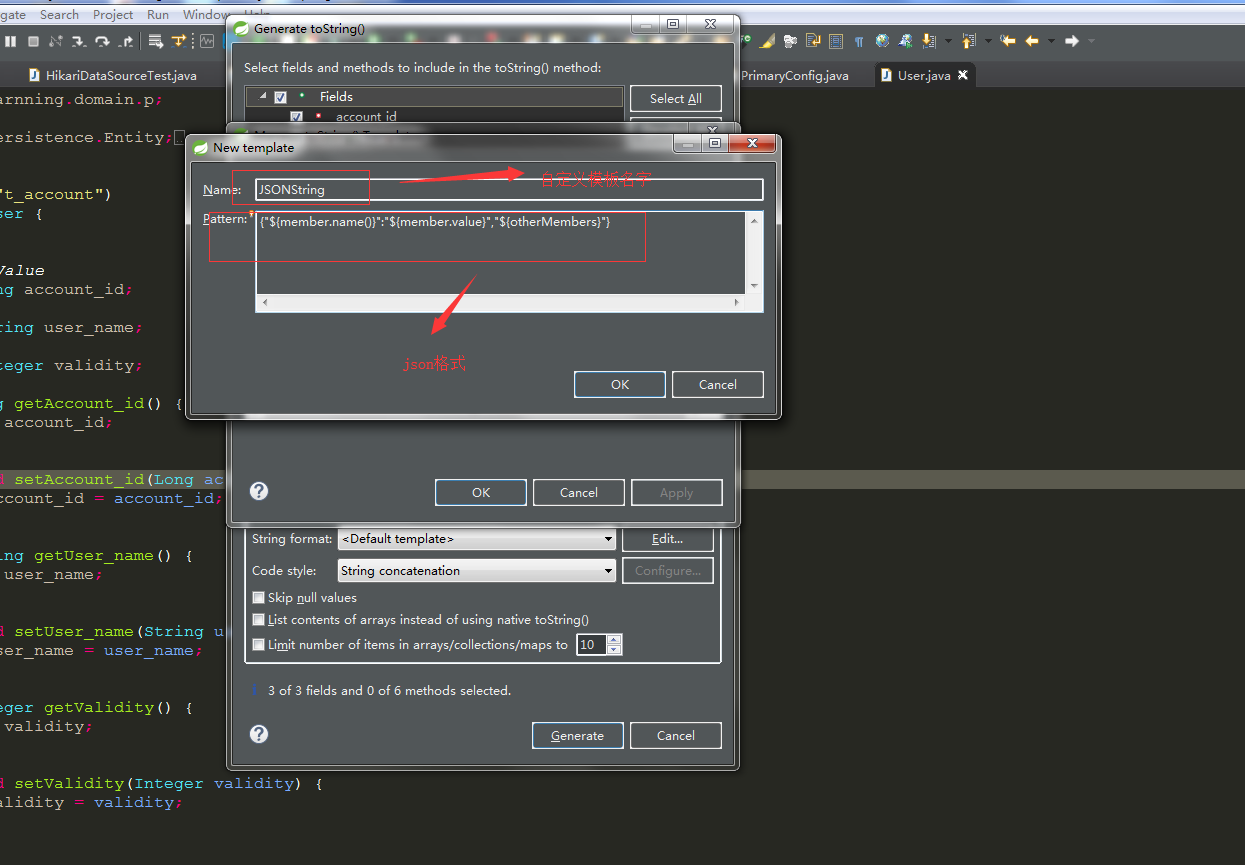 gate Search Project Run Window Help
HikariDataSourceTest.java
PrimaryConfig.java
User.java
Generate toString()
Select fields and methods to include in the toString() method:
Fields
account id
Select All
New template
Name:
JSONString
自定义模板名字
Pattern:
{"${member.name()}":"${member.value}","${otherMembers}"}
json格式
OK
Cancel
OK
Cancel
Apply
String format:
<Default template>
Edit...
Code style:
String concatenation
Configure...
Skip null values
List contents of arrays instead of using native toString()
Limit number of items in arrays/collections/maps to
10
3 of 3 fields and 0 of 6 methods selected.
Generate
Cancel
arnning.domain.p;
ersistence.Entity;
"t_account")
ser {
Value
ng account_id;
ring user_name;
teger validity;
g getAccount_id() {
account_id;
d setAccount_id(Long ac
ccount_id = account_id;
ing getUser_name() {
user_name;
d setUser_name(String u
ser_name = user_name;
eger getValidity() {
validity;
d setValidity(Integer validity) {
alidity = validity;